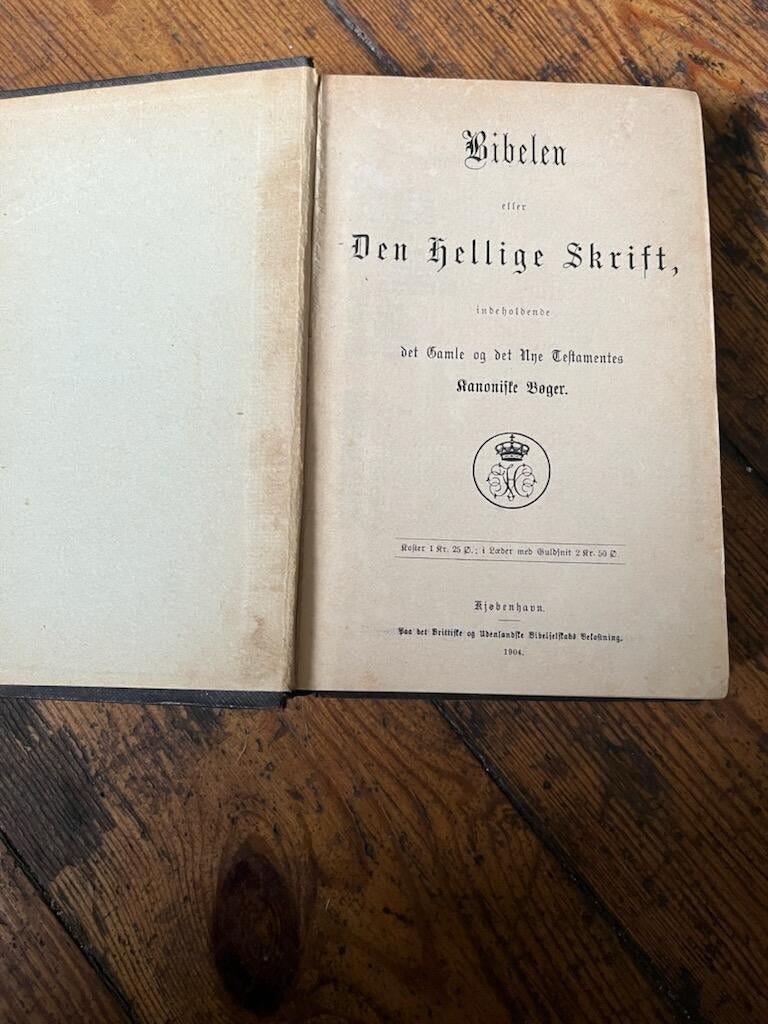 Bibelen
eller
Den Hellige Skrift,
indeholdende
det Gamle og det Nye Testamentes
Kanoniske Bøger.
Koster 1 Kr. 25 Ø.; i Læder med Guldsnit 2 Kr. 50 Ø.
Kjøbenhavn.
Paa det Brittiske og Udenlandske Bibelselskabs Bekostning.
1904.